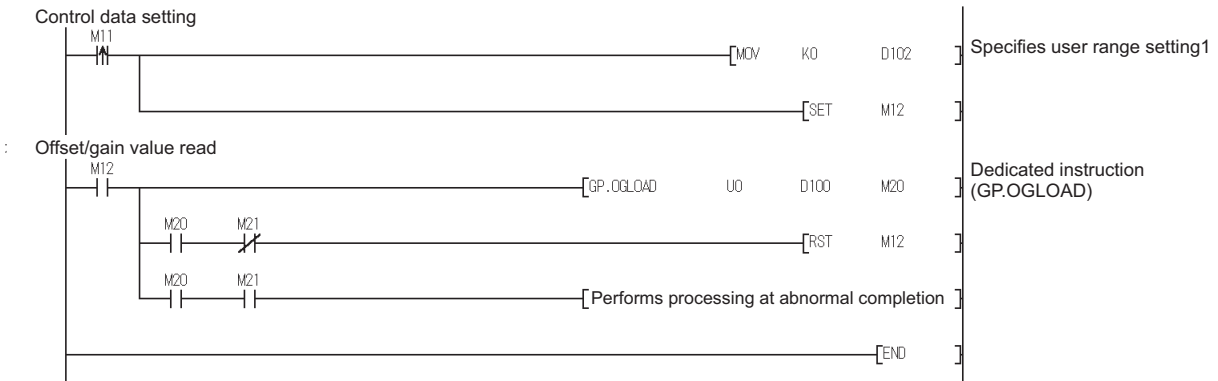 Control data setting
M11
MOV K0 D102 Specifies user range setting1
SET M12
: Offset/gain value read
M12
GP.OGLOAD U0 D100 M20 Dedicated instruction
(GP.OGLOAD)
M20 M21
RST M12
M20 M21
Performs processing at abnormal completion
END